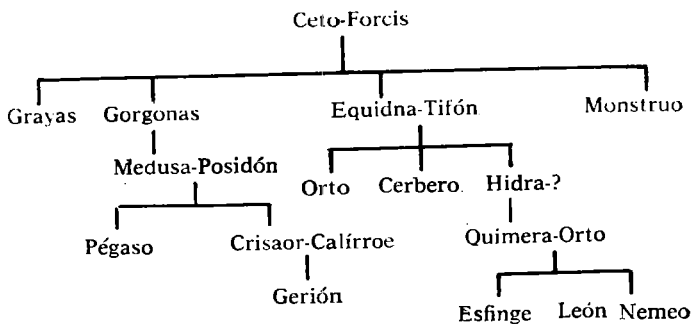 Ceto-Forcis
Grayas Gorgonas Equidna-Tifón Monstruo
Medusa-Posidón Orto Cerbero Hidra-?
Pégaso Crisaor-Calírroe Quimera-Orto
Gerión Esfinge León Nemeo